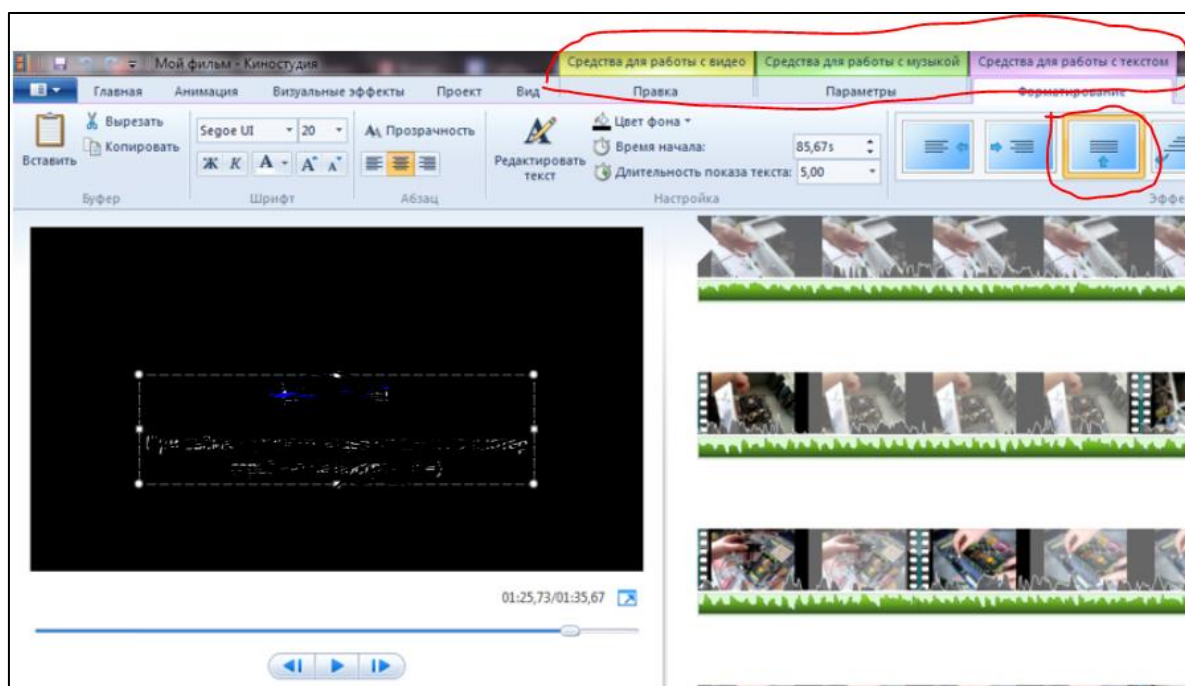 Мой фильм - Киностудия
Средства для работы с видео
Средства для работы с музыкой
Средства для работы с текстом
Главная
Анимация
Визуальные эффекты
Проект
Вид
Правка
Параметры
Форматирование
Вставить
Вырезать
Копировать
Буфер
Segoe UI
20
Ж К А А А
Шрифт
Прозрачность
Абзац
Редактировать
текст
Цвет фона
Время начала: 85,67s
Длительность показа текста: 5,00
Настройка
Эффе
01:25,73/01:35,67